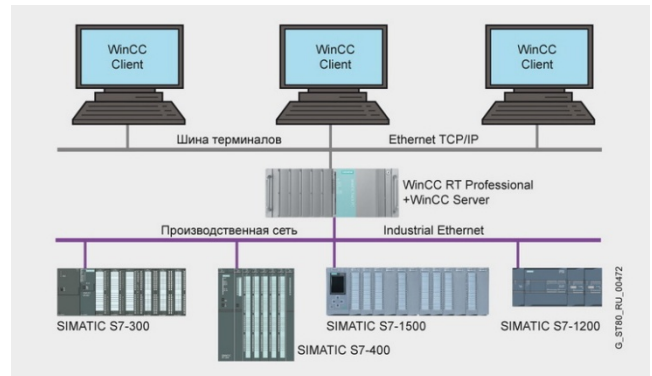 WinCC
Client
WinCC
Client
WinCC
Client
Шина терминалов
Ethernet TCP/IP
WinCC RT Professional
+WinCC Server
Производственная сеть
Industrial Ethernet
SIMATIC S7-300
SIMATIC S7-400
SIMATIC S7-1500
SIMATIC S7-1200
G_ST80_RU_00472